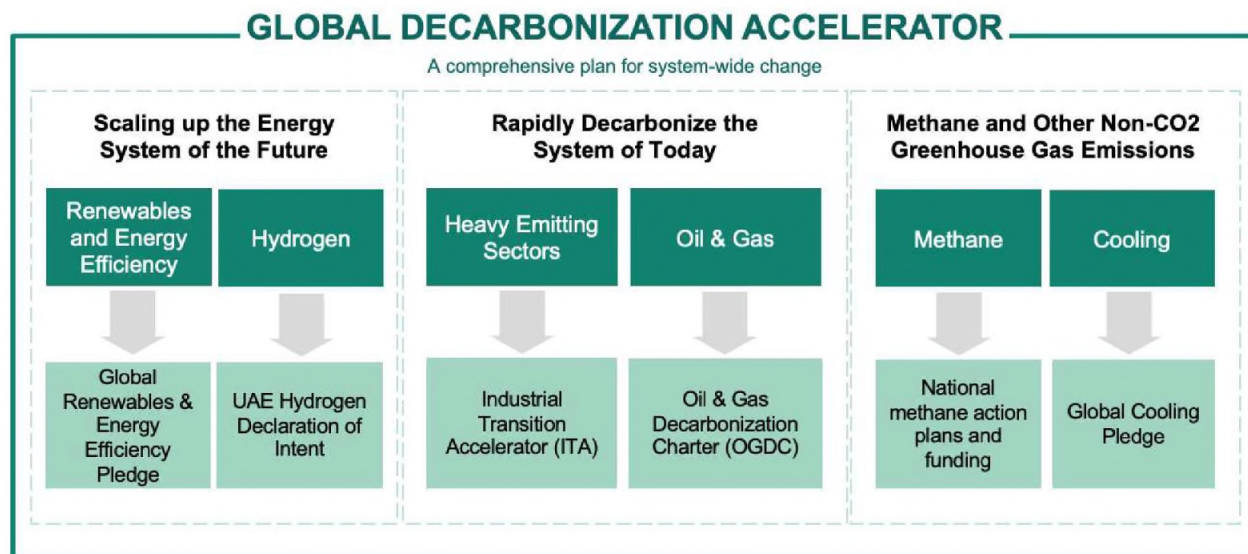 GLOBAL DECARBONIZATION ACCELERATOR
A comprehensive plan for system-wide change
Scaling up the Energy
System of the Future
Renewables
and Energy
Efficiency
Hydrogen
Global
Renewables &
Energy
Efficiency
Pledge
UAE Hydrogen
Declaration of
Intent
Rapidly Decarbonize the
System of Today
Heavy Emitting
Sectors
Oil & Gas
Industrial
Transition
Accelerator (ITA)
Oil & Gas
Decarbonization
Charter (OGDC)
Methane and Other Non-CO2
Greenhouse Gas Emissions
Methane
Cooling
National
methane action
plans and
funding
Global Cooling
Pledge